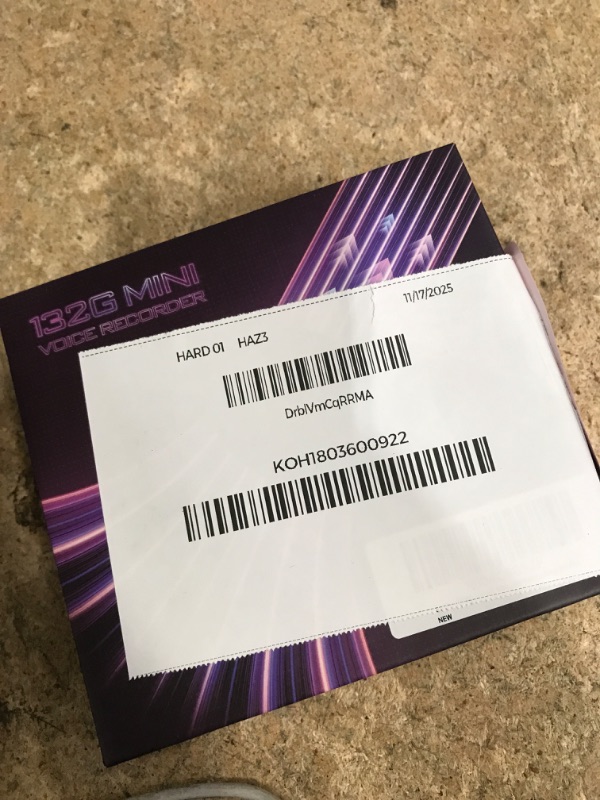 132G MINI
VOICE RECORDER
11/17/2025
HARD 01 HAZ3
DrblVmCqRRMA
KOH1803600922
NEW